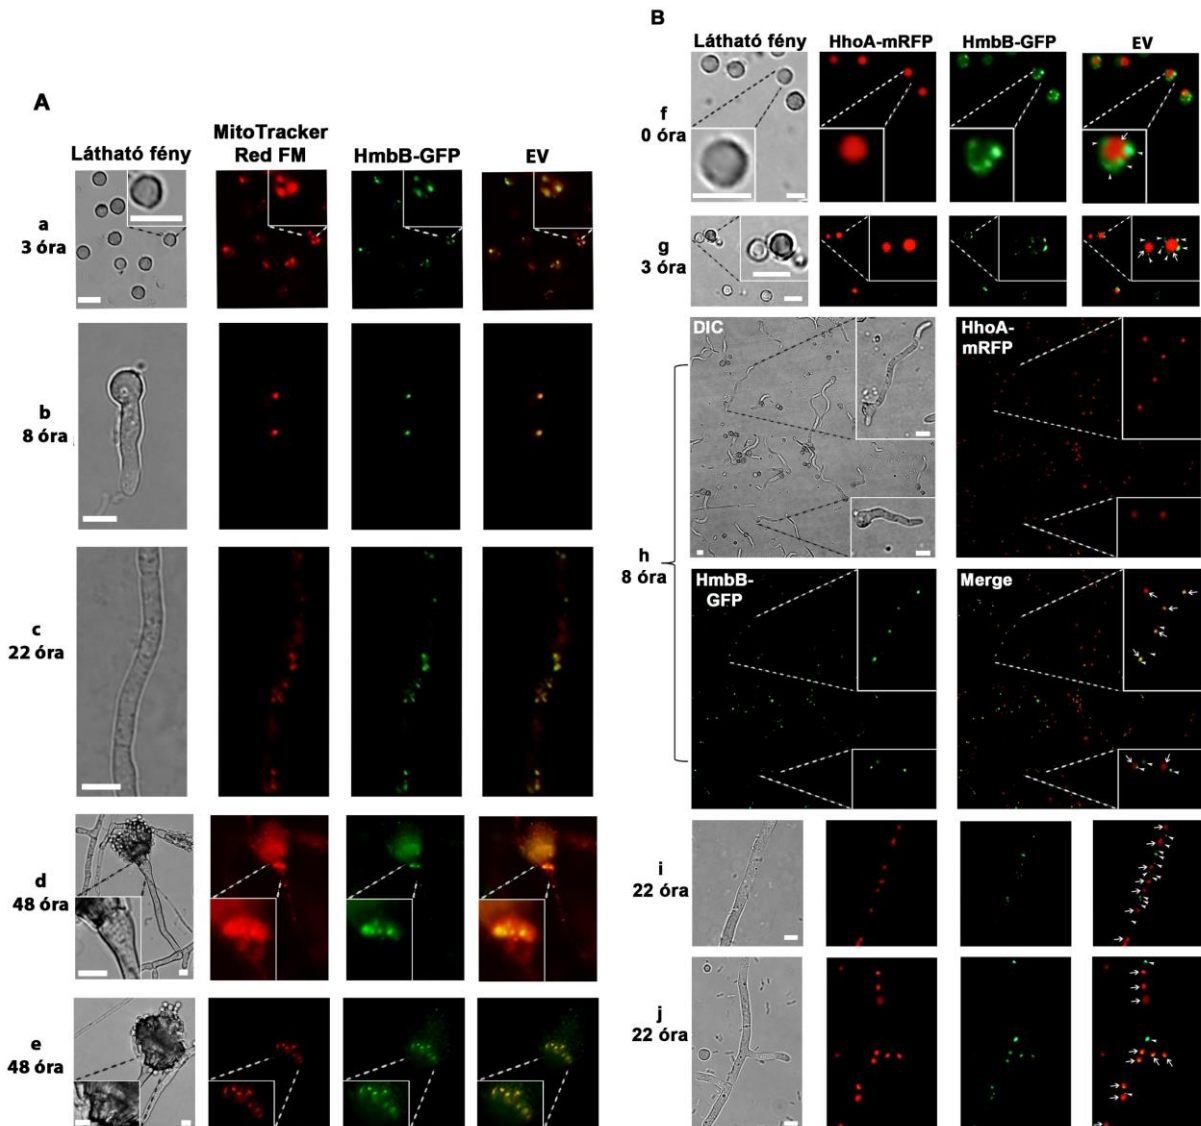 A
Látható fény
MitoTracker
Red FM
HmbB-GFP
EV
a
3 óra
b
8 óra
c
22 óra
d
48 óra
e
48 óra
B
Látható fény
HhoA-mRFP
HmbB-GFP
EV
f
0 óra
g
3 óra
h
8 óra
DIC
HhoA-
mRFP
HmbB-
GFP
Merge
i
22 óra
j
22 óra